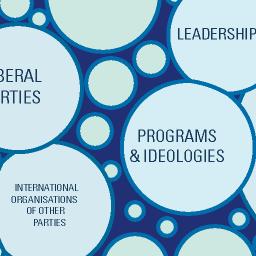 LEADERSHIP
BERAL
RTIES
PROGRAMS
& IDEOLOGIES
INTERNATIONAL
ORGANISATIONS
OF OTHER
PARTIES